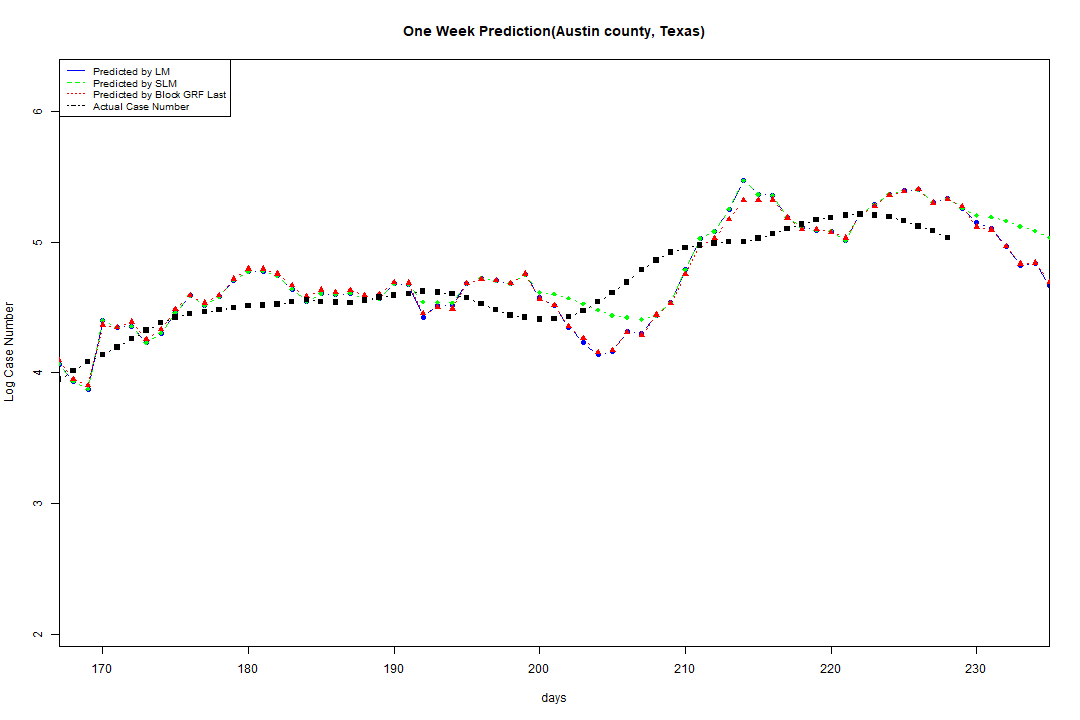 One Week Prediction(Austin county, Texas)
Predicted by LM
Predicted by SLM
Predicted by Block GRF Last
Actual Case Number
6
5
4
3
2
Log Case Number
170 180 190 200 210 220 230
days